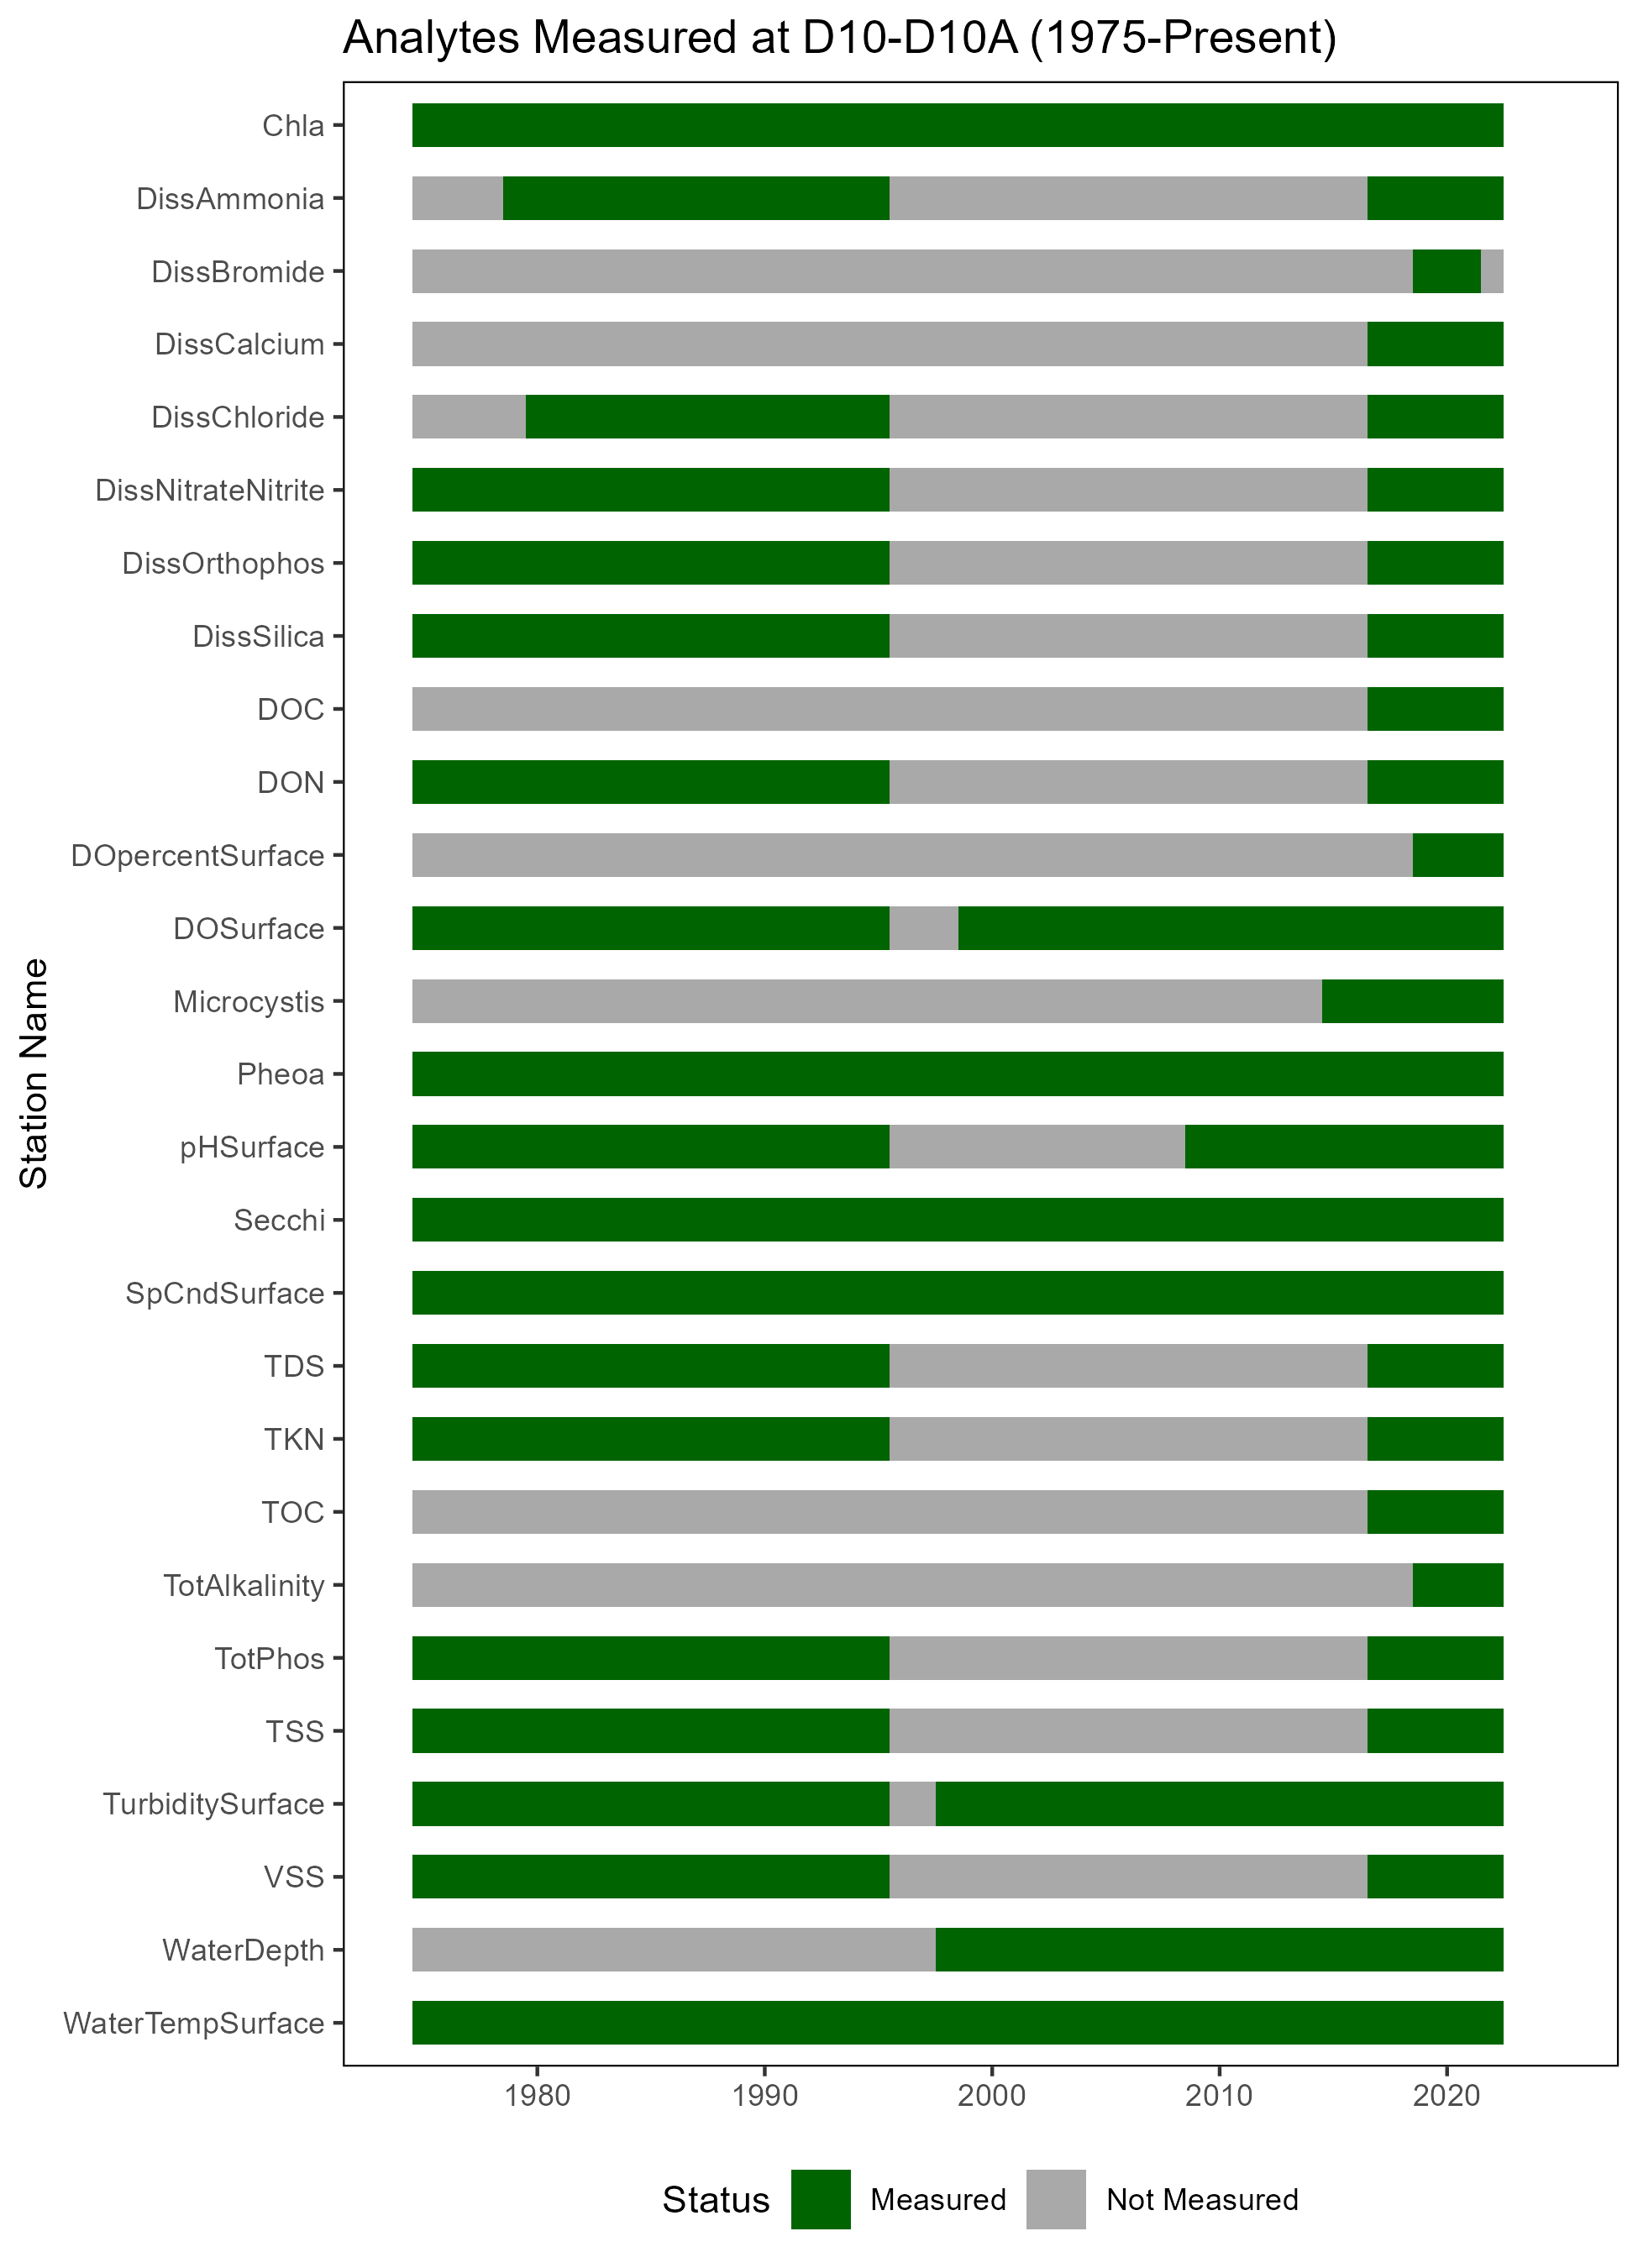 Analytes Measured at D10-D10A (1975-Present)
Station Name
Chla
DissAmmonia
DissBromide
DissCalcium
DissChloride
DissNitrateNitrite
DissOrthophos
DissSilica
DOC
DON
DOpercentSurface
DOSurface
Microcystis
Pheoa
pHSurface
Secchi
SpCndSurface
TDS
TKN
TOC
TotAlkalinity
TotPhos
TSS
TurbiditySurface
VSS
WaterDepth
WaterTempSurface
1980 1990 2000 2010 2020
Status Measured Not Measured